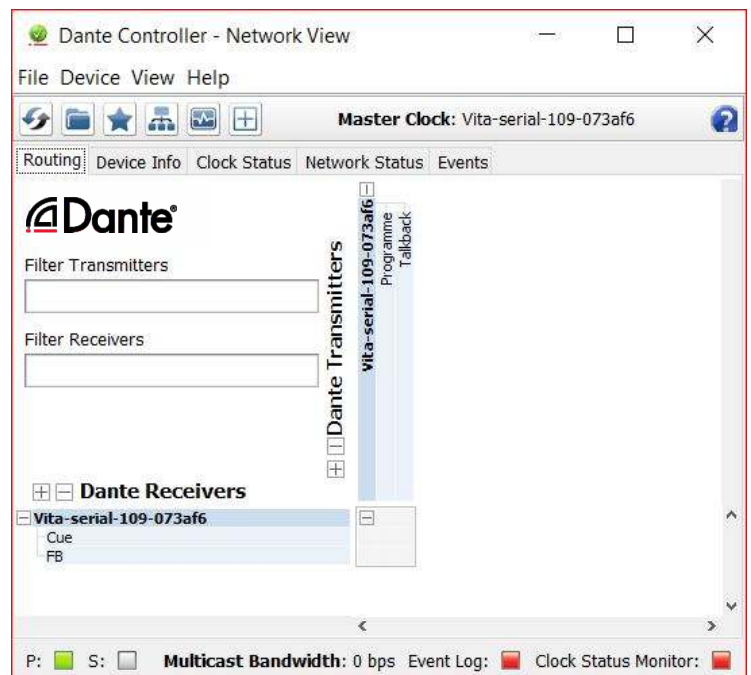 Dante Controller - Network View
File Device View Help
Master Clock: Vita-serial-109-073af6
Routing Device Info Clock Status Network Status Events
Dante®
Filter Transmitters
Filter Receivers
Dante Transmitters
Vita-serial-109-073af6
Programme
Talkback
Dante Receivers
Vita-serial-109-073af6
Cue
FB
P: S: Multicast Bandwidth: 0 bps Event Log: Clock Status Monitor: